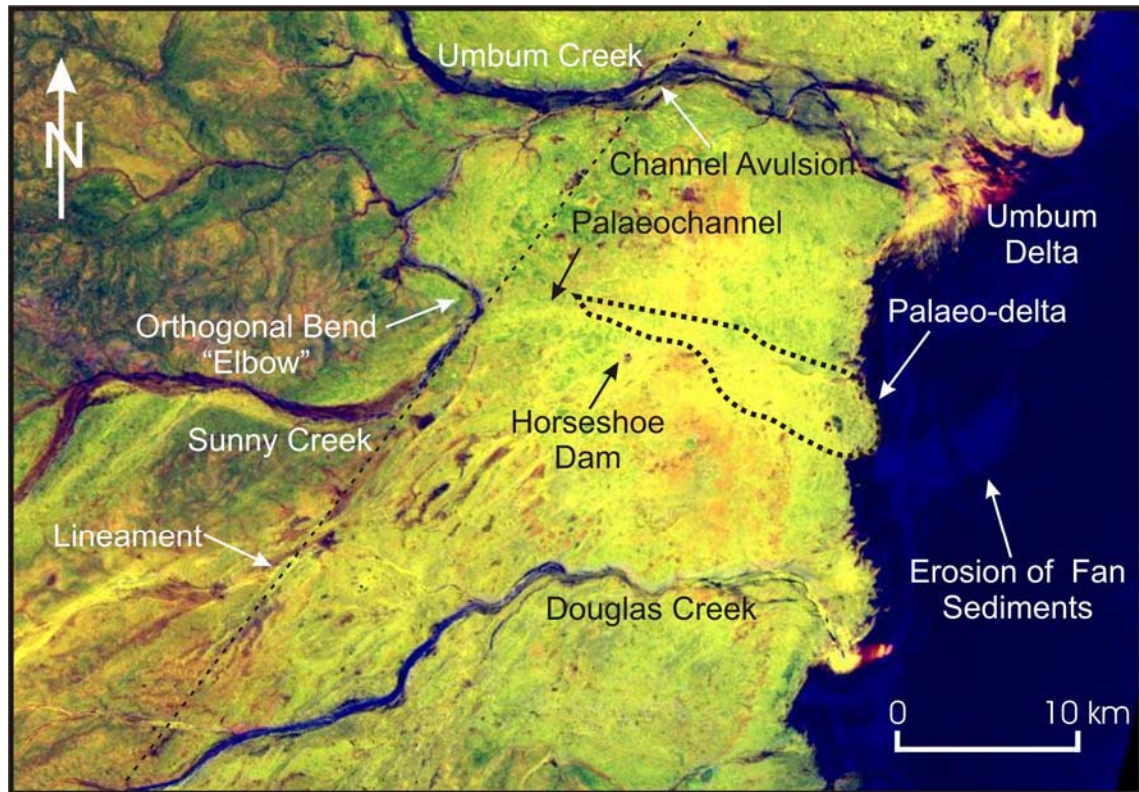 Umbum Creek
N
Channel Avulsion
Palaeochannel
Umbum
Delta
Orthogonal Bend
“Elbow”
Palaeo-delta
Horseshoe
Dam
Sunny Creek
Lineament
Erosion of Fan
Sediments
Douglas Creek
0 10 km